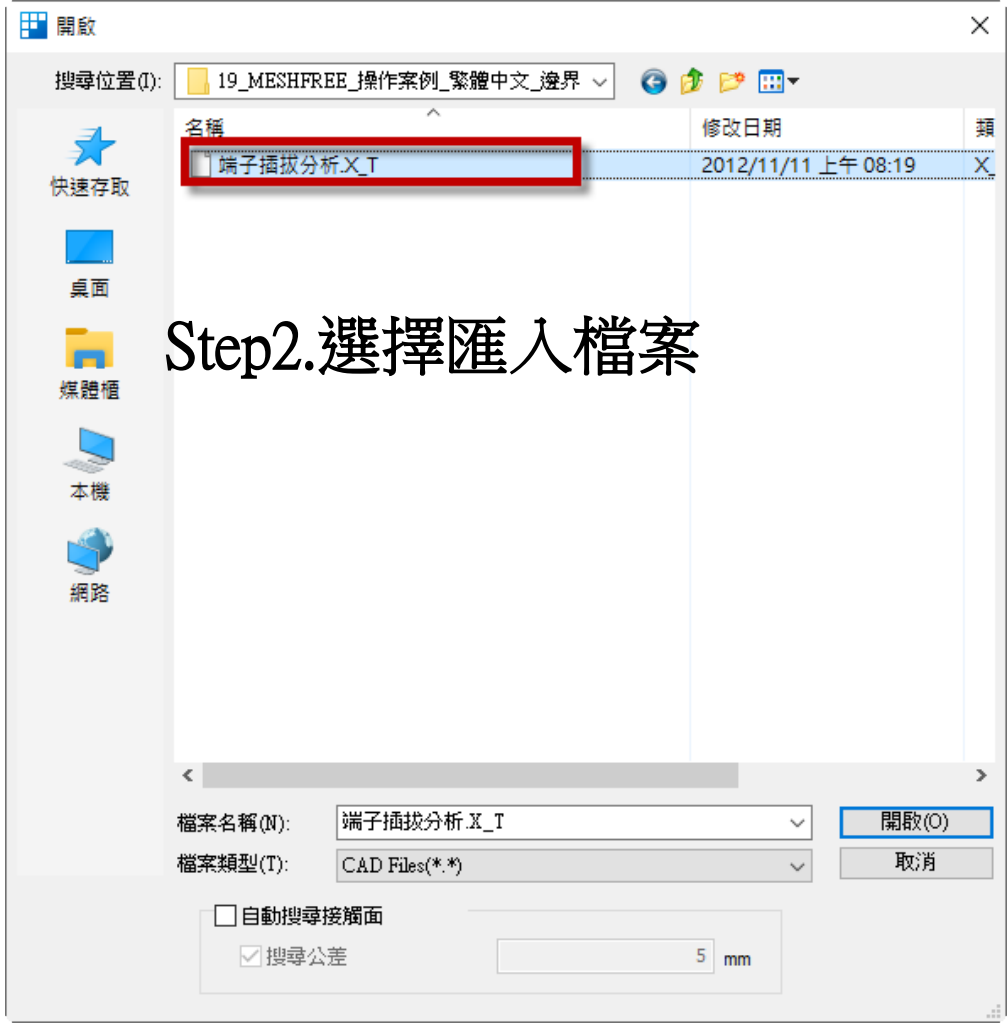 開啟
搜尋位置(I): 19_MESHFREE_操作案例_繁體中文_邊界
名稱 修改日期 類
端子插拔分析.X_T 2012/11/11 上午 08:19 X_
快速存取
桌面
Step2.選擇匯入檔案
媒體櫃
本機
網路
檔案名稱(N): 端子插拔分析.X_T 開啟(O)
檔案類型(T): CAD Files(*.*) 取消
自動搜尋接觸面
搜尋公差 5 mm